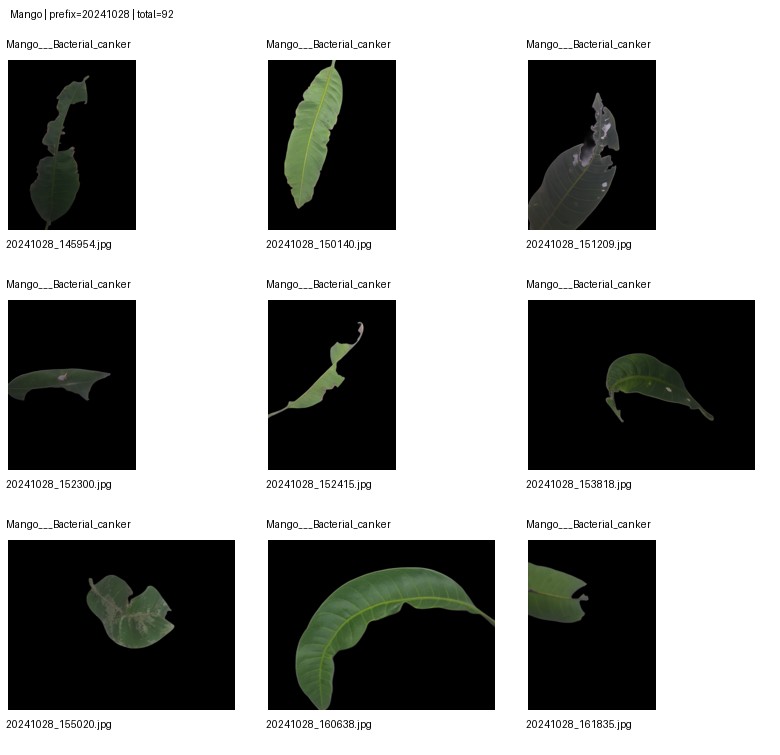 Mango | prefix=20241028 | total=92
Mango___Bacterial_canker Mango___Bacterial_canker Mango___Bacterial_canker
20241028_145954.jpg 20241028_150140.jpg 20241028_151209.jpg
Mango___Bacterial_canker Mango___Bacterial_canker Mango___Bacterial_canker
20241028_152300.jpg 20241028_152415.jpg 20241028_153818.jpg
Mango___Bacterial_canker Mango___Bacterial_canker Mango___Bacterial_canker
20241028_155020.jpg 20241028_160638.jpg 20241028_161835.jpg